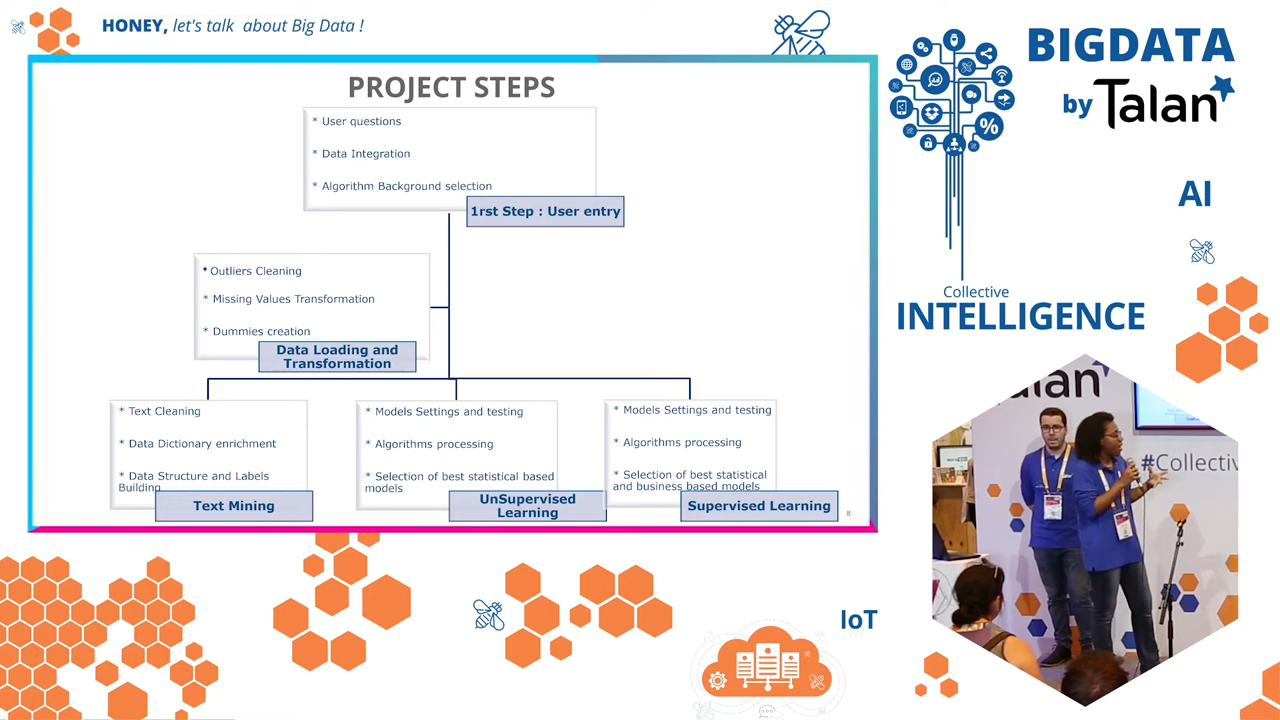 HONEY, let's talk about Big Data !
PROJECT STEPS
* User questions
* Data Integration
* Algorithm Background selection
1rst Step : User entry
• Outliers Cleaning
* Missing Values Transformation
* Dummies creation
Data Loading and
Transformation
* Text Cleaning
* Data Dictionary enrichment
* Data Structure and Labels
Building
Text Mining
* Models Settings and testing
* Algorithms processing
* Selection of best statistical based
models
UnSupervised
Learning
* Models Settings and testing
* Algorithms processing
* Selection of best statistical
and business based models
Supervised Learning
8
BIGDATA
by Talan
%
AI
Collective
INTELLIGENCE
Talan
#Collectiv
IoT